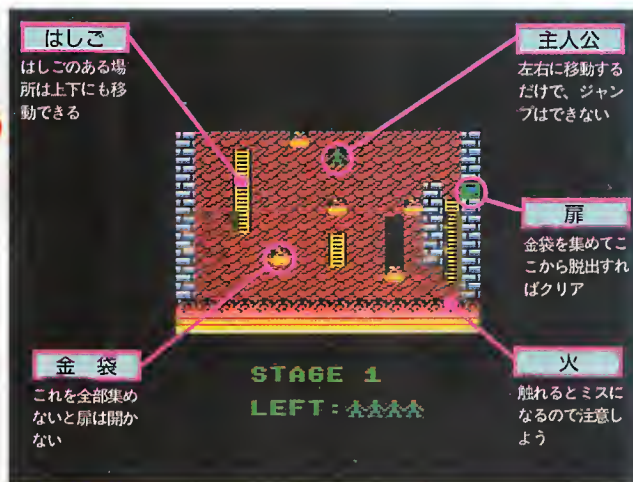 はしご
はしごのある場
所は上下にも移
動できる
主人公
左右に移動する
だけで、ジャン
プはできない
扉
金袋を集めてこ
こから脱出すれ
ばクリア
金袋
これを全部集め
ないと扉は開か
ない
火
触れるとミスに
なるので注意し
よう
STAGE 1
LEFT: